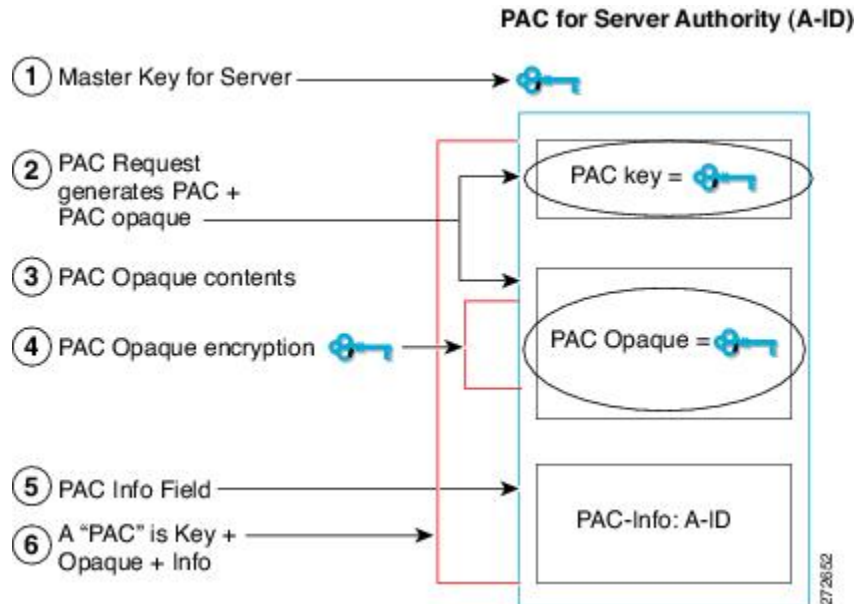 PAC for Server Authority (A-ID)
1 Master Key for Server
2 PAC Request
generates PAC +
PAC opaque
PAC key =
3 PAC Opaque contents
4 PAC Opaque encryption
PAC Opaque =
5 PAC Info Field
PAC-Info: A-ID
6 A “PAC” is Key +
Opaque + Info
272652